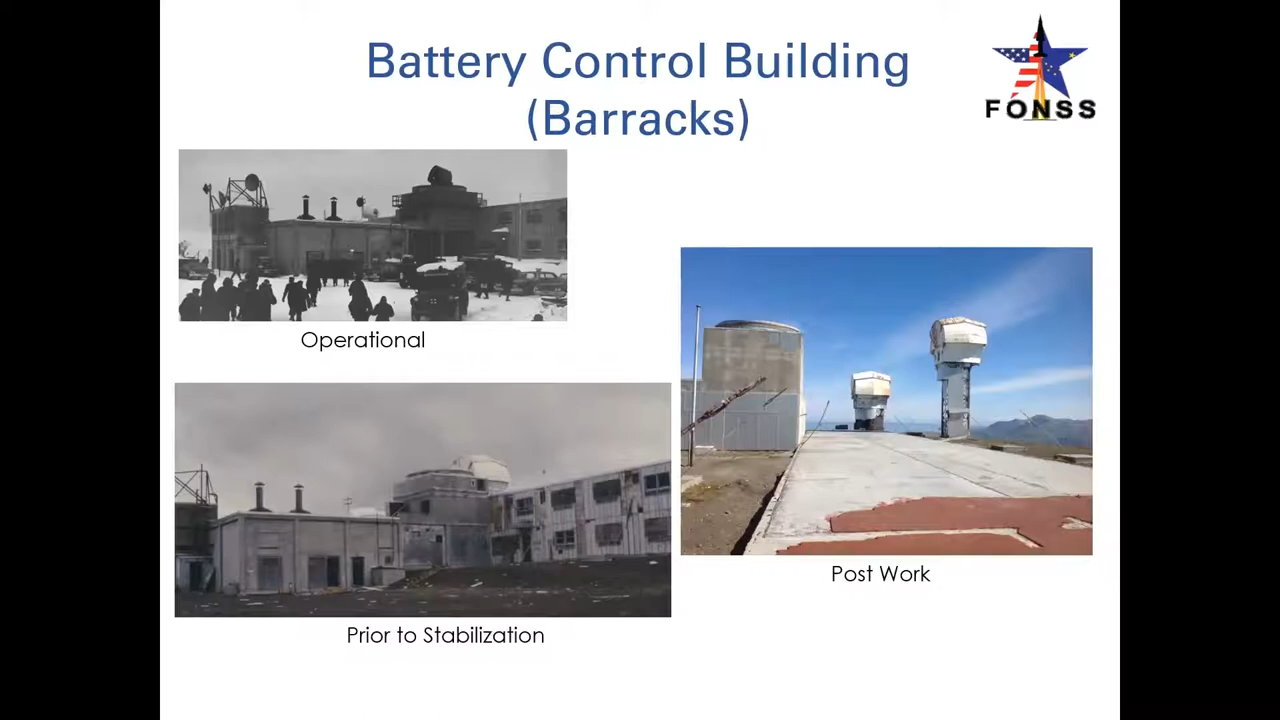 Battery Control Building
(Barracks)
FONSS
Operational
Post Work
Prior to Stabilization